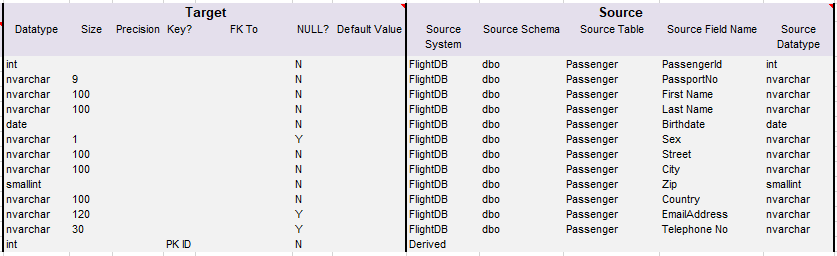 Target Source
Datatype Size Precision Key? FK To NULL? Default Value Source System Source Schema Source Table Source Field Name Source Datatype
int N FlightDB dbo Passenger PassengerId int
nvarchar 9 N FlightDB dbo Passenger PassportNo nvarchar
nvarchar 100 N FlightDB dbo Passenger First Name nvarchar
nvarchar 100 N FlightDB dbo Passenger Last Name nvarchar
date N FlightDB dbo Passenger Birthdate date
nvarchar 1 Y FlightDB dbo Passenger Sex nvarchar
nvarchar 100 N FlightDB dbo Passenger Street nvarchar
nvarchar 100 N FlightDB dbo Passenger City nvarchar
smallint N FlightDB dbo Passenger Zip smallint
nvarchar 100 N FlightDB dbo Passenger Country nvarchar
nvarchar 120 Y FlightDB dbo Passenger EmailAddress nvarchar
nvarchar 30 Y FlightDB dbo Passenger Telephone No nvarchar
int PK ID N Derived